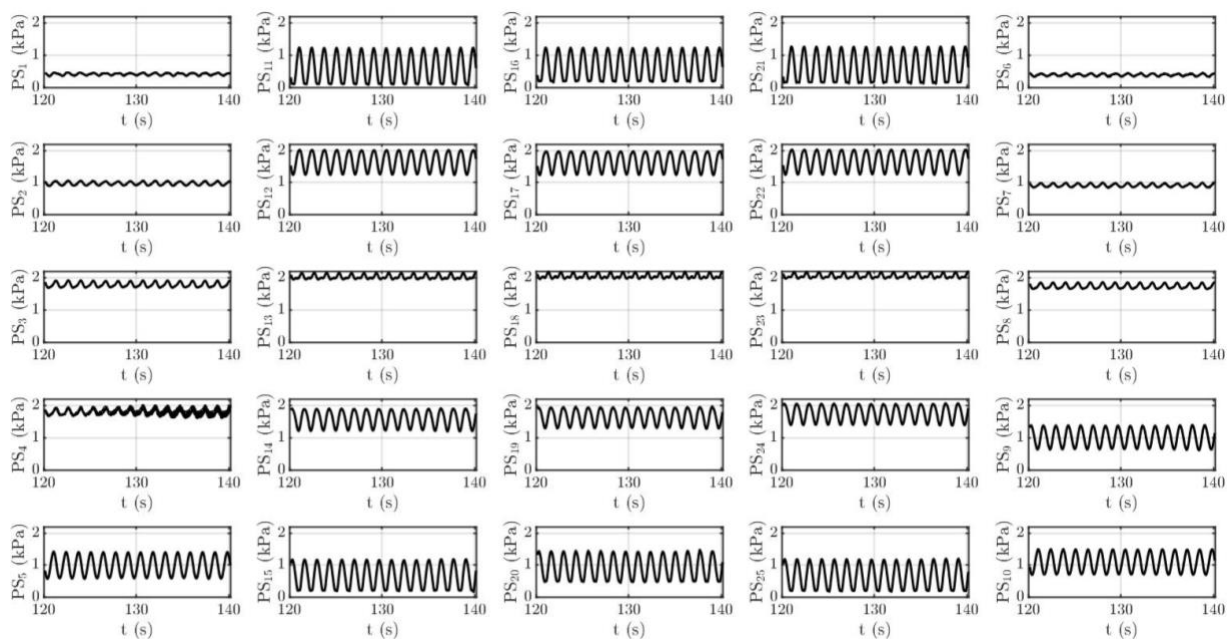 PS₁ (kPa)
2
1
0
120 130 140
t (s)
PS₁₁ (kPa)
2
1
0
120 130 140
t (s)
PS₁₆ (kPa)
2
1
0
120 130 140
t (s)
PS₂₁ (kPa)
2
1
0
120 130 140
t (s)
PS₆ (kPa)
2
1
0
120 130 140
t (s)
PS₂ (kPa)
2
1
0
120 130 140
t (s)
PS₁₂ (kPa)
2
1
0
120 130 140
t (s)
PS₁₇ (kPa)
2
1
0
120 130 140
t (s)
PS₂₂ (kPa)
2
1
0
120 130 140
t (s)
PS₇ (kPa)
2
1
0
120 130 140
t (s)
PS₃ (kPa)
2
1
0
120 130 140
t (s)
PS₁₃ (kPa)
2
1
0
120 130 140
t (s)
PS₁₈ (kPa)
2
1
0
120 130 140
t (s)
PS₂₃ (kPa)
2
1
0
120 130 140
t (s)
PS₈ (kPa)
2
1
0
120 130 140
t (s)
PS₄ (kPa)
2
1
0
120 130 140
t (s)
PS₁₄ (kPa)
2
1
0
120 130 140
t (s)
PS₁₉ (kPa)
2
1
0
120 130 140
t (s)
PS₂₄ (kPa)
2
1
0
120 130 140
t (s)
PS₉ (kPa)
2
1
0
120 130 140
t (s)
PS₅ (kPa)
2
1
0
120 130 140
t (s)
PS₁₅ (kPa)
2
1
0
120 130 140
t (s)
PS₂₀ (kPa)
2
1
0
120 130 140
t (s)
PS₂₅ (kPa)
2
1
0
120 130 140
t (s)
PS₁₀ (kPa)
2
1
0
120 130 140
t (s)